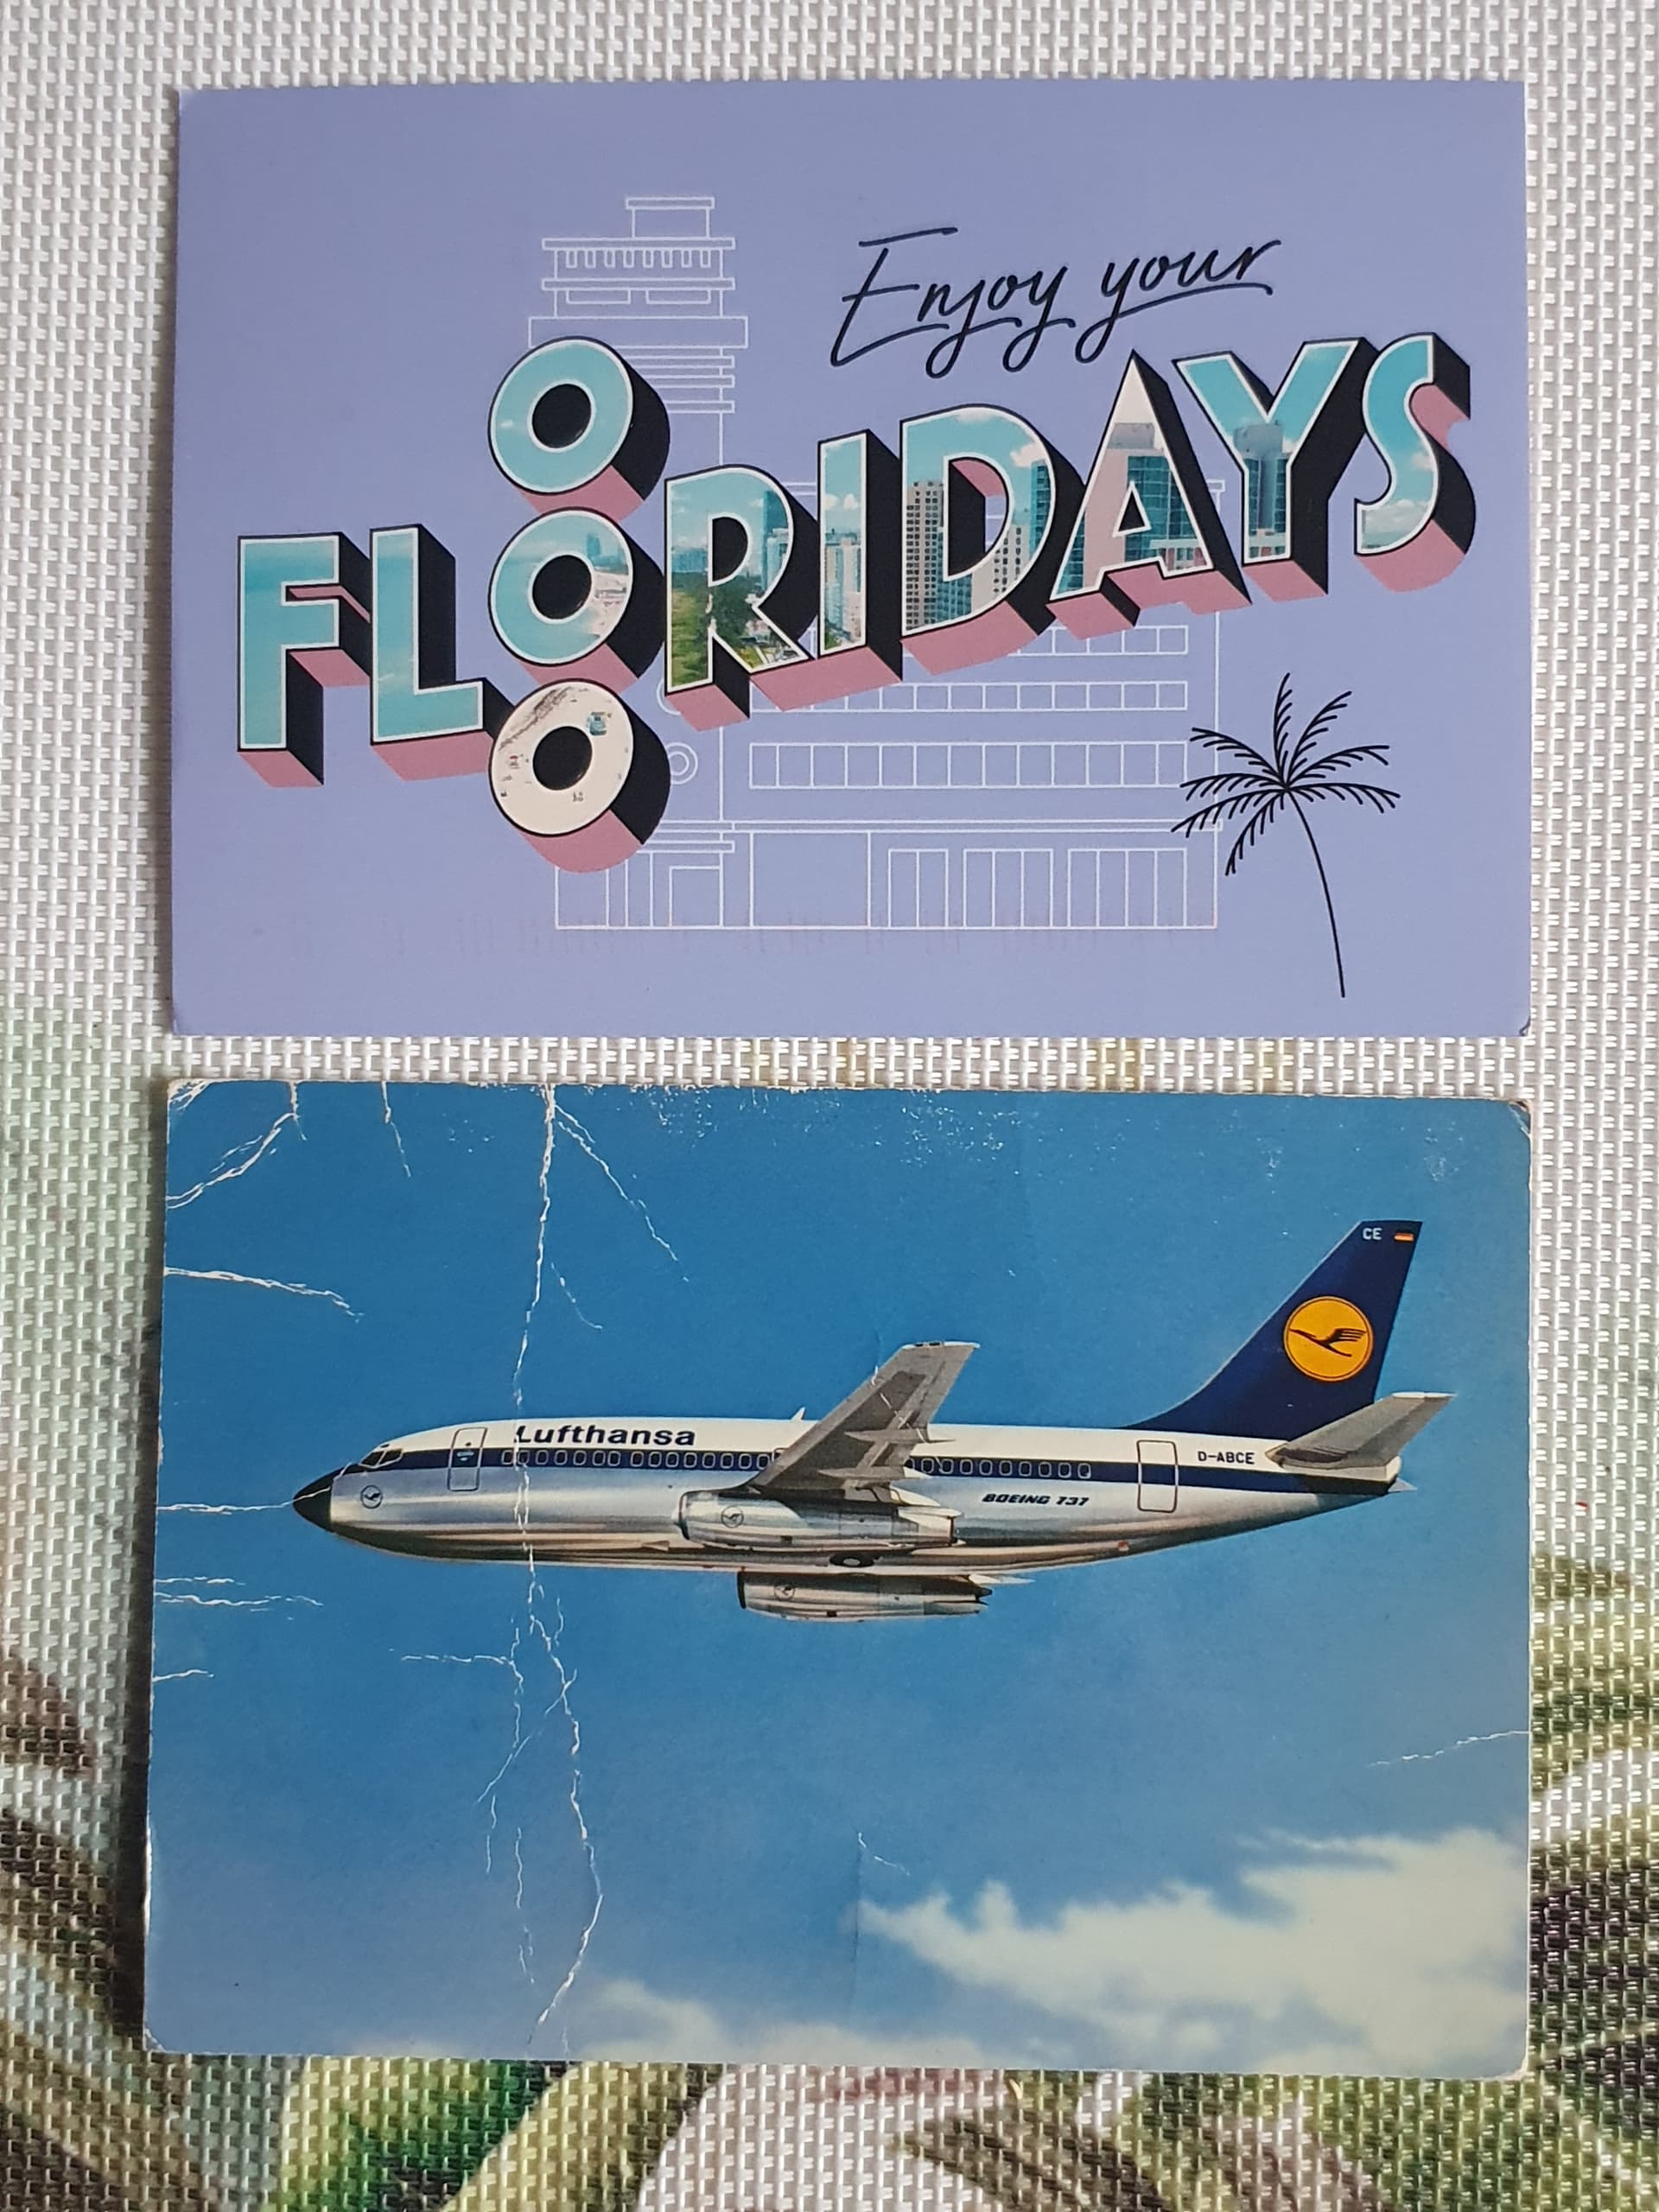 Enjoy your
FLORIDAYS
O
O
CE
Lufthansa
D-ABCE
BOEING 737